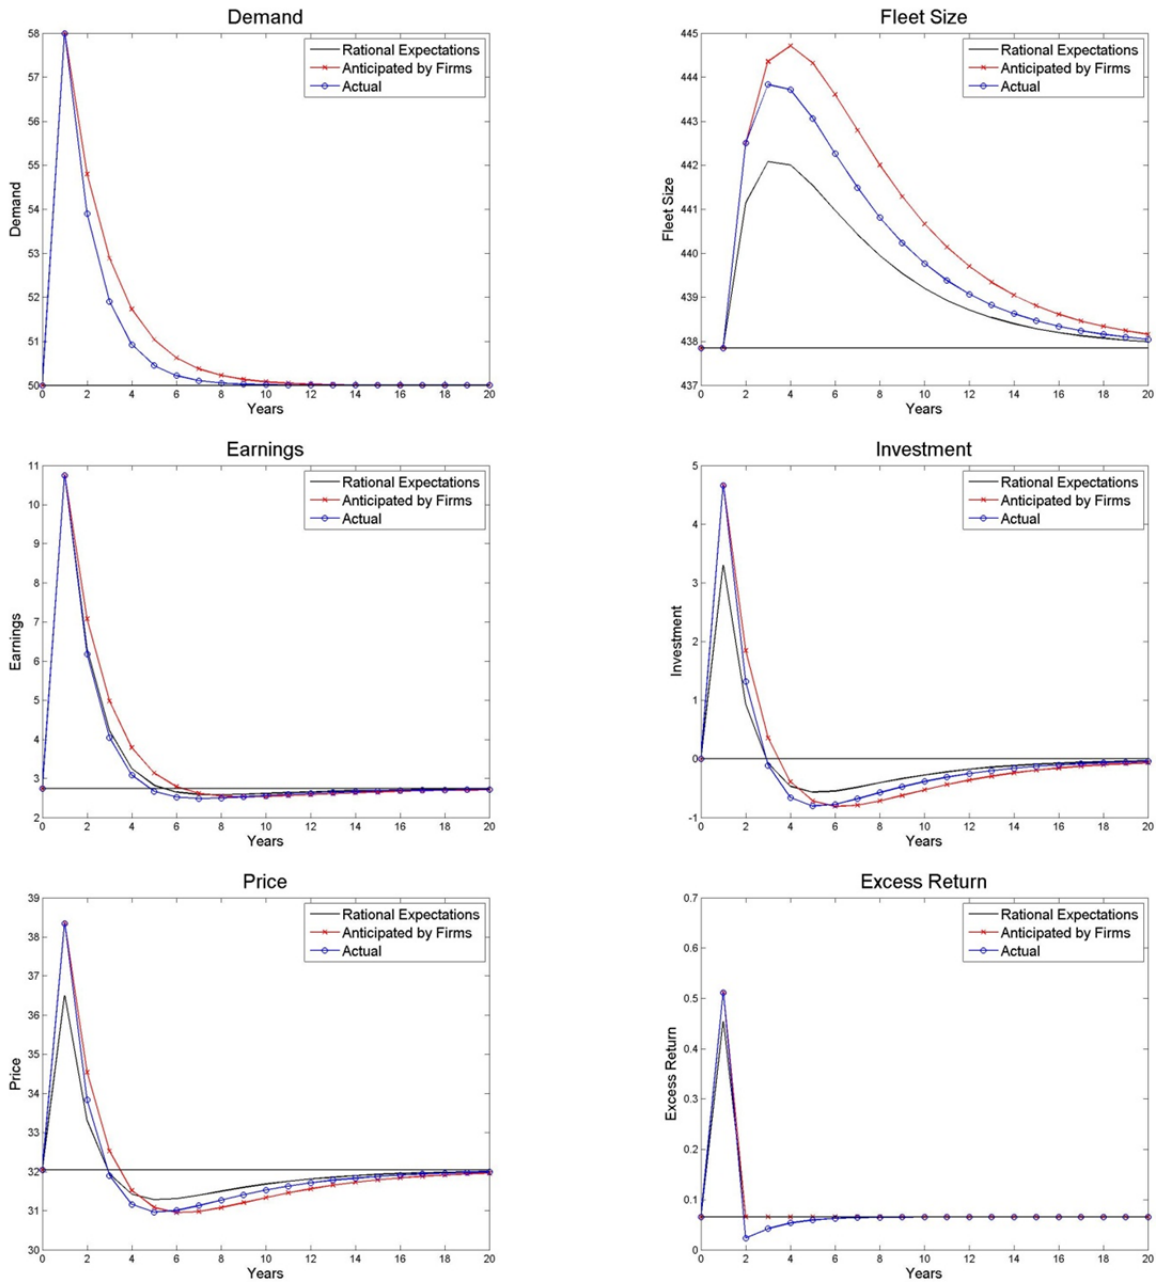 Demand
58
57
56
55
54
53
52
51
50
Demand
0 2 4 6 8 10 12 14 16 18 20
Years
Rational Expectations
Anticipated by Firms
Actual
Fleet Size
445
444
443
442
441
440
439
438
437
Fleet Size
0 2 4 6 8 10 12 14 16 18 20
Years
Rational Expectations
Anticipated by Firms
Actual
Earnings
11
10
9
8
7
6
5
4
3
2
Earnings
0 2 4 6 8 10 12 14 16 18 20
Years
Rational Expectations
Anticipated by Firms
Actual
Investment
5
4
3
2
1
0
-1
Investment
0 2 4 6 8 10 12 14 16 18 20
Years
Rational Expectations
Anticipated by Firms
Actual
Price
39
38
37
36
35
34
33
32
31
30
Price
0 2 4 6 8 10 12 14 16 18 20
Years
Rational Expectations
Anticipated by Firms
Actual
Excess Return
0.7
0.6
0.5
0.4
0.3
0.2
0.1
0
Excess Return
0 2 4 6 8 10 12 14 16 18 20
Years
Rational Expectations
Anticipated by Firms
Actual